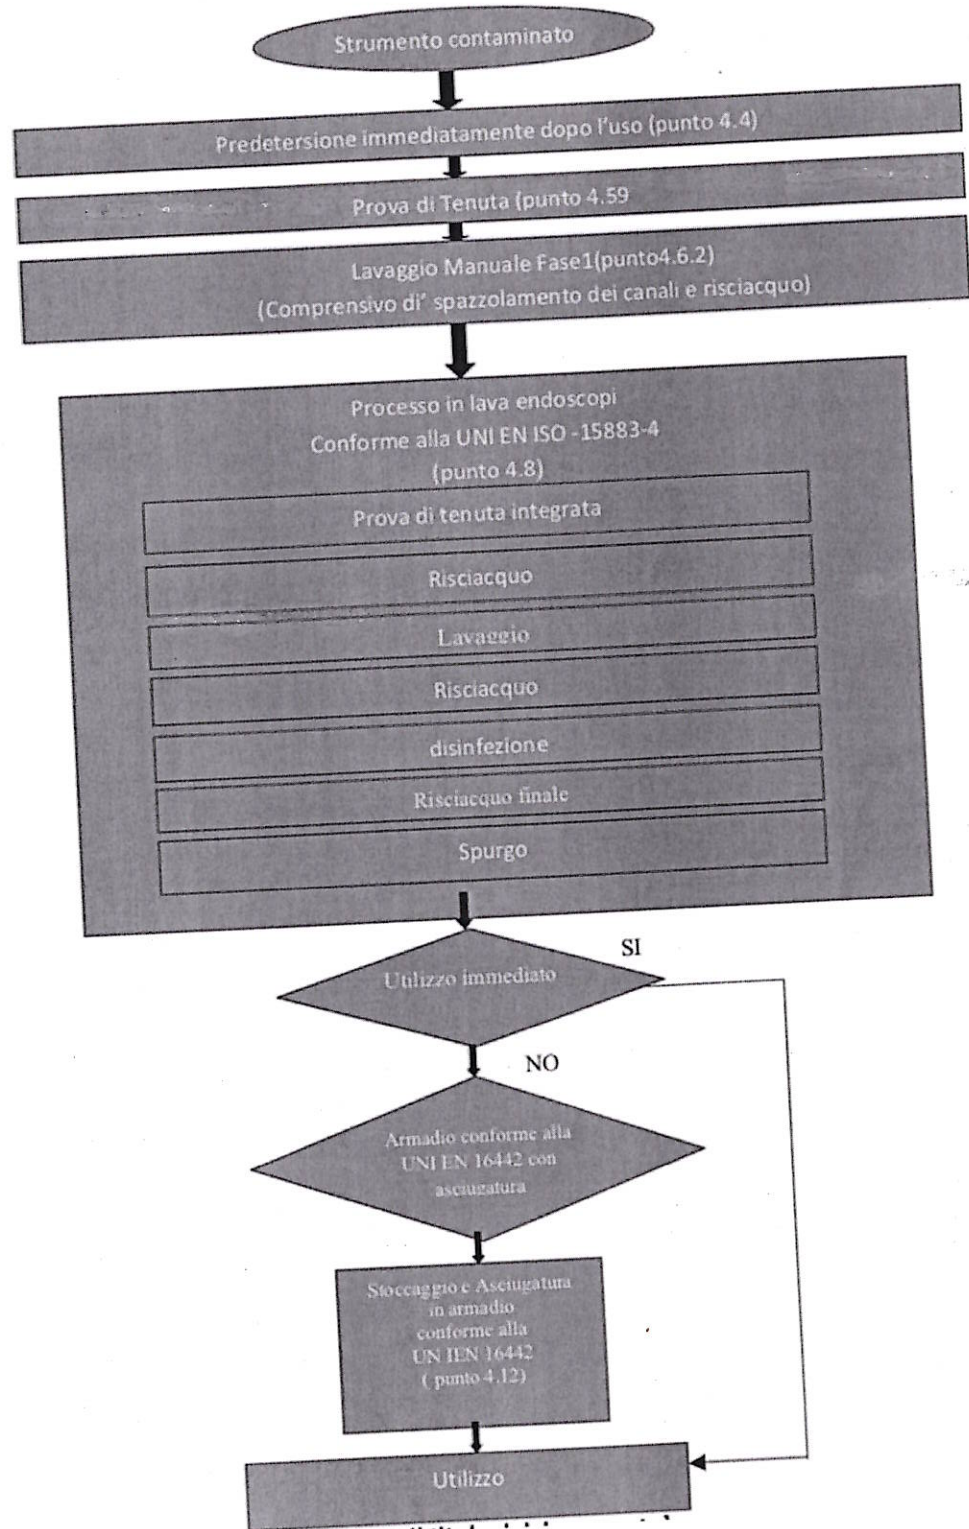 Strumento contaminato
Predetersione immediatamente dopo l'uso (punto 4.4)
Prova di Tenuta (punto 4.59
Lavaggio Manuale Fase1(punto4.6.2)
(Comprensivo di' spazzolamento dei canali e risciacquo)
Processo in lava endoscopi
Conforme alla UNI EN ISO -15883-4
(punto 4.8)
Prova di tenuta integrata
Risciacquo
Lavaggio
Risciacquo
disinfezione
Risciacquo finale
Spurgo
SI
Utilizzo immediato
NO
Armadio conforme alla
UNI EN 16442 con
asciugatura
Stoccaggio e Asciugatura
in armadio
conforme alla
UN IEN 16442
( punto 4.12)
Utilizzo